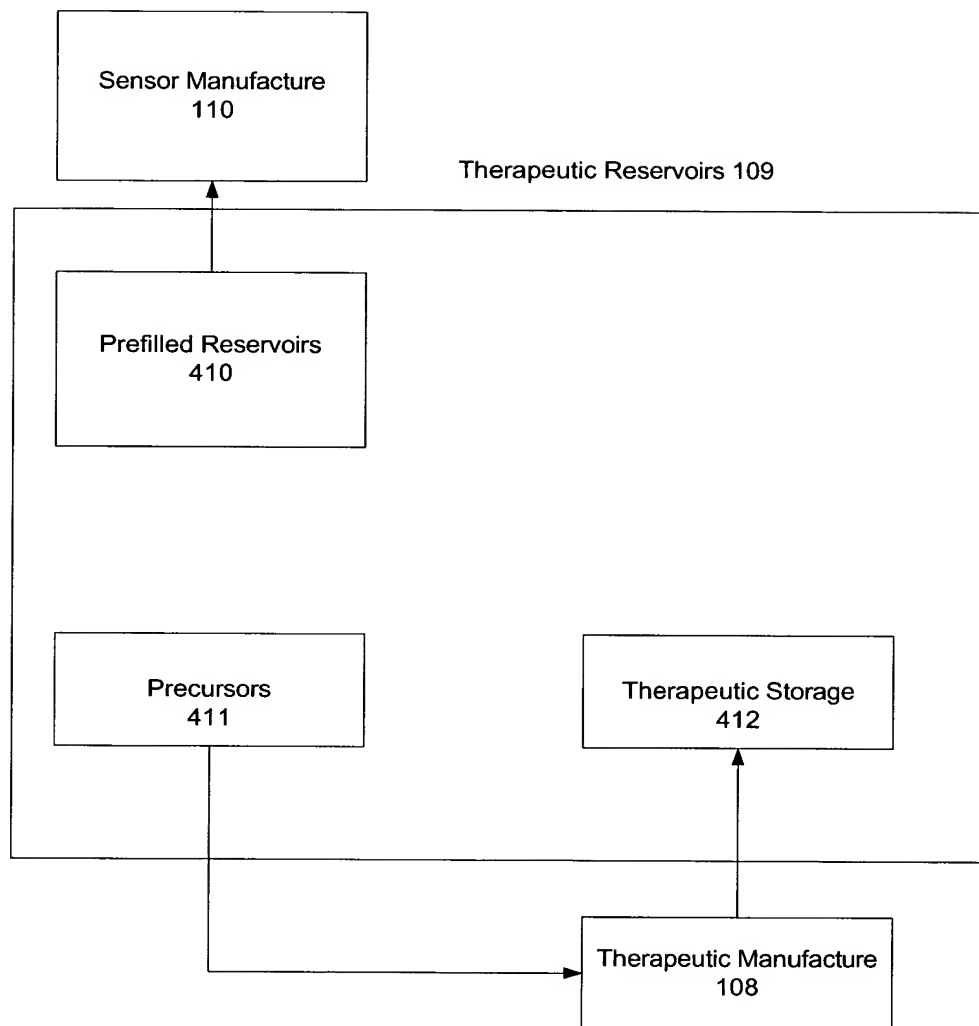 Sensor Manufacture
110
Therapeutic Reservoirs 109
Prefilled Reservoirs
410
Precursors
411
Therapeutic Storage
412
Therapeutic Manufacture
108